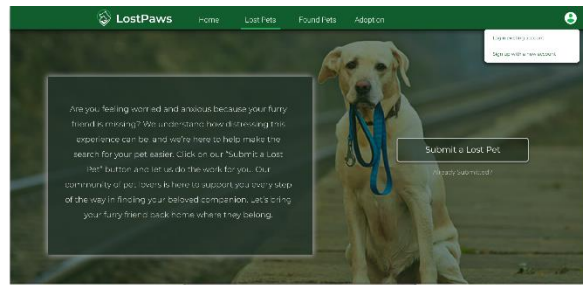 LostPaws
Home Lost Pets Found Pets Adoption
Sign up with a new account
Are you feeling worried and anxious because your furry
friend is missing? We understand how distressing this
experience can be, and we're here to help make the
search for your pet easier. Click on our "Submit a Lost
Pet" button and let us do the work for you. Our
community of pet lovers is here to support you every step
of the way in finding your beloved companion. Let's bring
your furry friend back home where they belong.
Submit a Lost Pet
Already Submitted?